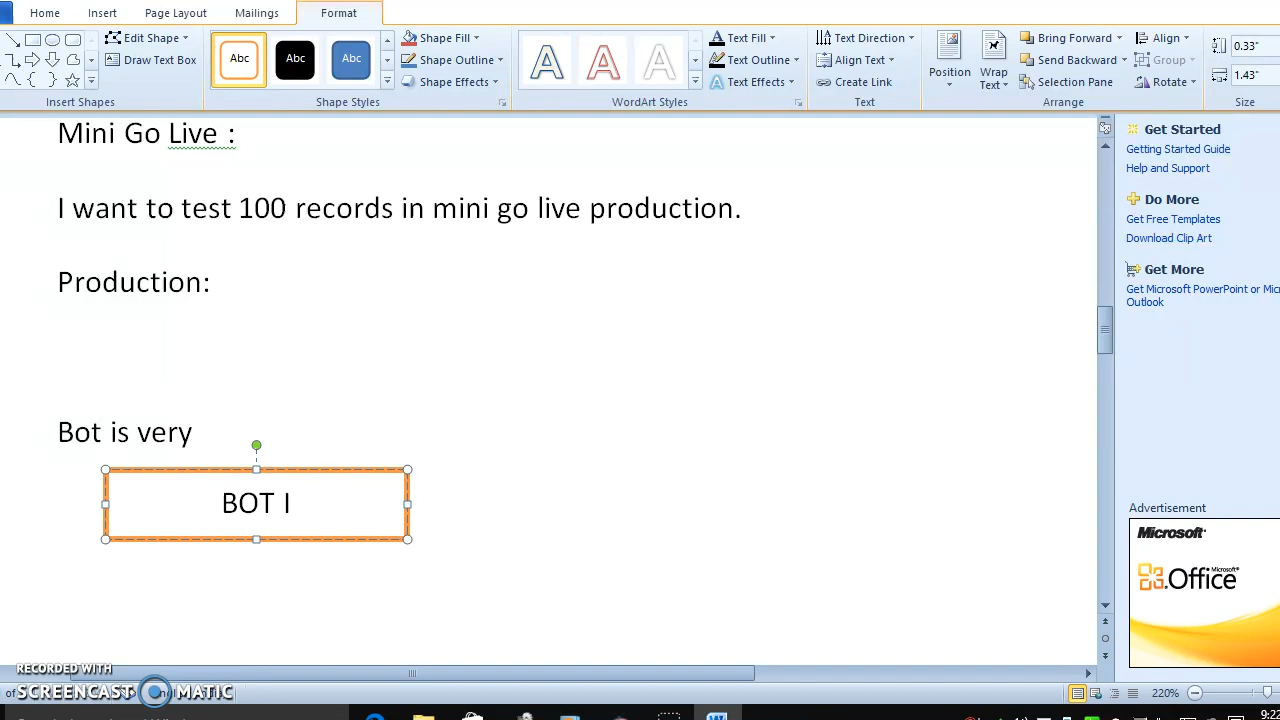 Home Insert Page Layout Mailings Format
Edit Shape Abc Abc Abc Shape Fill Text Fill Text Direction Bring Forward Align 0.33"
Draw Text Box Shape Outline Text Outline Align Text Position Wrap Text Send Backward Group 1.43"
Shape Effects Text Effects Create Link Selection Pane Rotate
Insert Shapes Shape Styles WordArt Styles Text Arrange Size
Mini Go Live :
I want to test 100 records in mini go live production.
Production:
Bot is very
BOT I
Get Started
Getting Started Guide
Help and Support
Do More
Get Free Templates
Download Clip Art
Get More
Get Microsoft PowerPoint or
Outlook
Advertisement
Microsoft
Microsoft Office
RECORDED WITH
SCREENCAST MATIC
of
220%